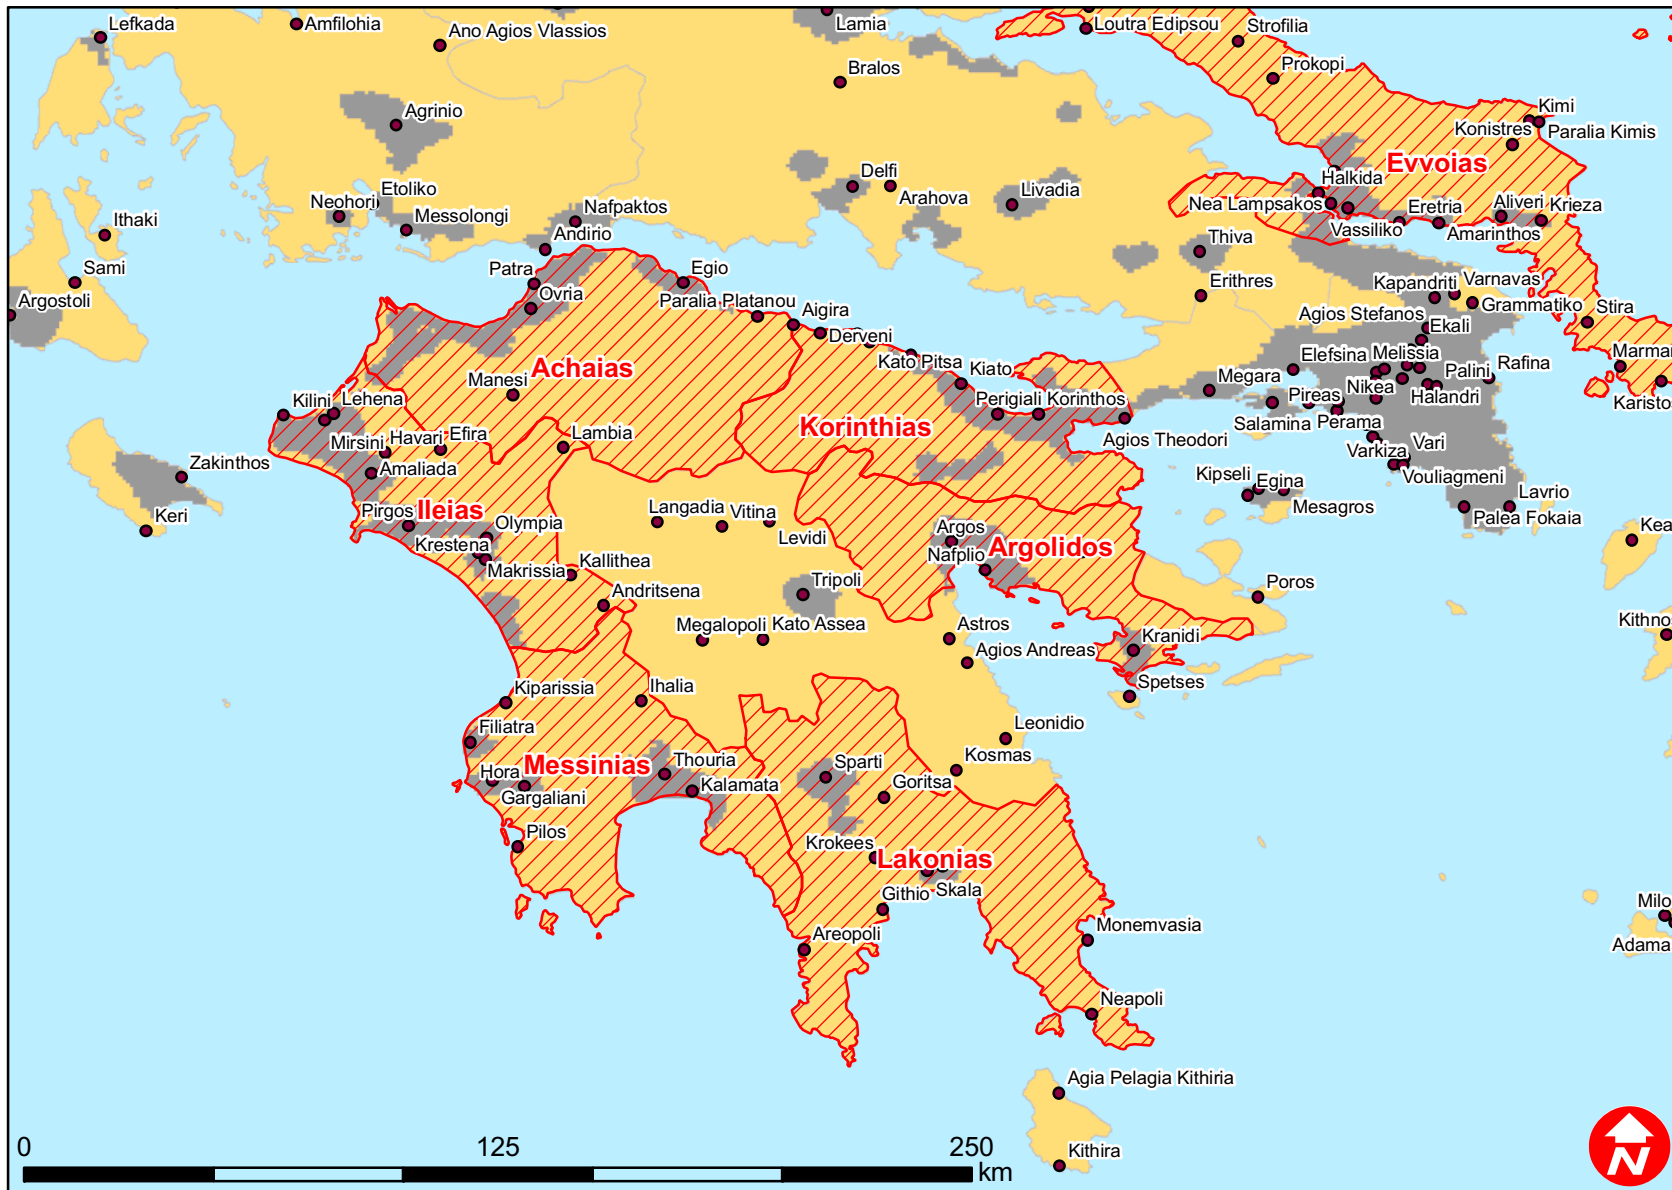 Lefkada
Amfilohia
Ano Agios Vlassios
Lamia
Loutra Edipsou
Strofilia
Bralos
Prokopi
Agrinio
Kimi
Konistres
Paralia Kimis
Evvoias
Delfi
Arahova
Livadia
Halkida
Etoliko
Neohori
Messolongi
Nafpaktos
Nea Lampsakos
Eretria
Aliveri
Krieza
Ithaki
Andirio
Vassiliko
Amarinthos
Thiva
Sami
Patra
Egio
Erithres
Kapandriti
Varnavas
Argostoli
Ovria
Paralia Platanou
Aigira
Grammatiko
Stira
Agios Stefanos
Ekali
Derveni
Kato Pitsa
Elefsina
Melissia
Rafina
Marmari
Achaias
Manesi
Kiato
Megara
Nikea
Palini
Halandri
Karistos
Kilini
Lehena
Perigiali
Korinthos
Pireas
Salamina
Perama
Korinthias
Agios Theodori
Mirsini
Havari
Efira
Lambia
Vari
Varkiza
Zakinthos
Amaliada
Kipseli
Egina
Vouliagmeni
Keri
Pirgos
Ileias
Olympia
Langadia
Vitina
Levidi
Mesagros
Lavrio
Palea Fokaia
Krestena
Argos
Argolidos
Kea
Makrissia
Kallithea
Nafplio
Andritsena
Tripoli
Poros
Megalopoli
Kato Assea
Astros
Kranidi
Kithnos
Agios Andreas
Kiparissia
Ihalia
Spetses
Filiatra
Leonidio
Kosmas
Hora
Messinias
Thouria
Sparti
Gargaliani
Kalamata
Goritsa
Pilos
Krokees
Lakonias
Githio
Skala
Milo
Areopoli
Monemvasia
Adama
Neapoli
Agia Pelagia Kithiria
Kithira
0
125
250
km
N